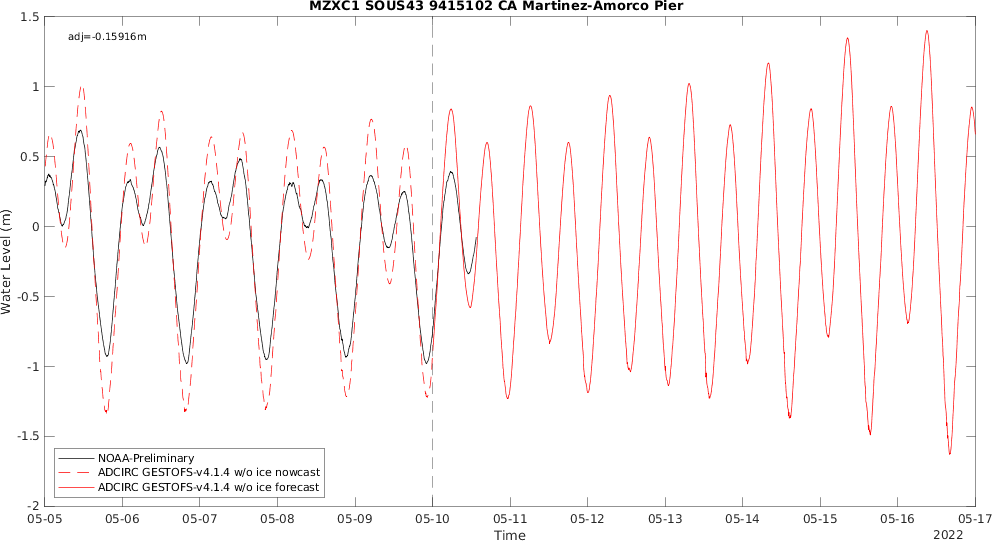 MZXC1 SOUS43 9415102 CA Martinez-Amorco Pier
adj=-0.15916m
1.5
1
0.5
0
-0.5
-1
-1.5
-2
Water Level (m)
NOAA-Preliminary
ADCIRC GESTOFS-v4.1.4 w/o ice nowcast
ADCIRC GESTOFS-v4.1.4 w/o ice forecast
05-05 05-06 05-07 05-08 05-09 05-10 05-11 05-12 05-13 05-14 05-15 05-16 05-17
Time
2022